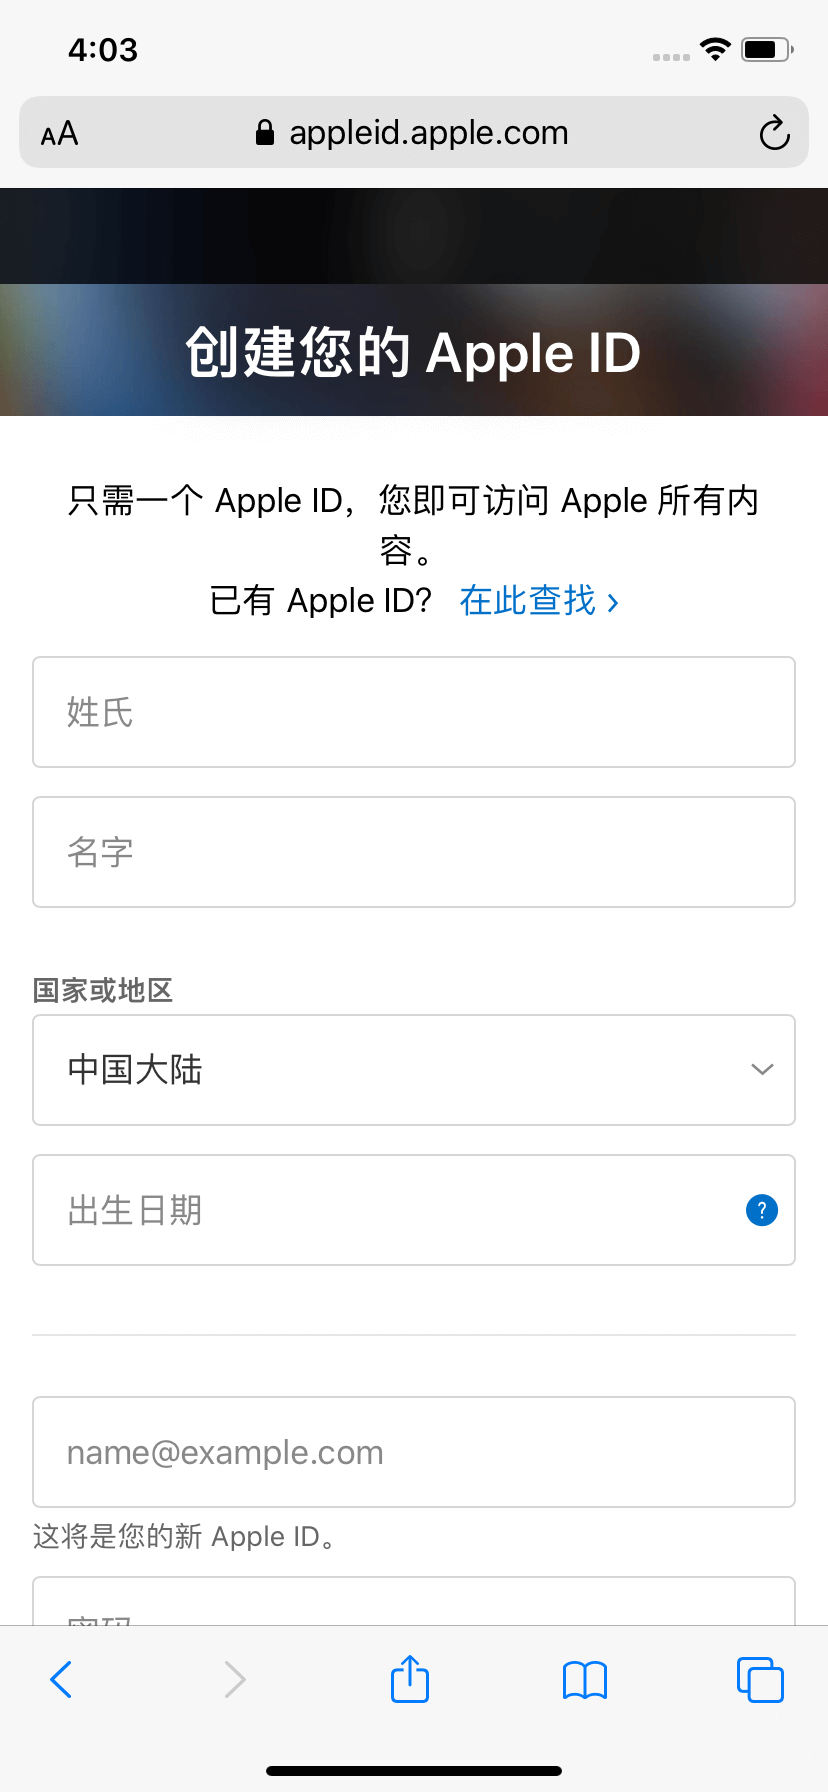 4:03
AA appleid.apple.com
创建您的 Apple ID
只需一个 Apple ID，您即可访问 Apple 所有内
容。
已有 Apple ID? 在此查找 ›
姓氏
名字
国家或地区
中国大陆
出生日期 ?
name@example.com
这将是您的新 Apple ID。